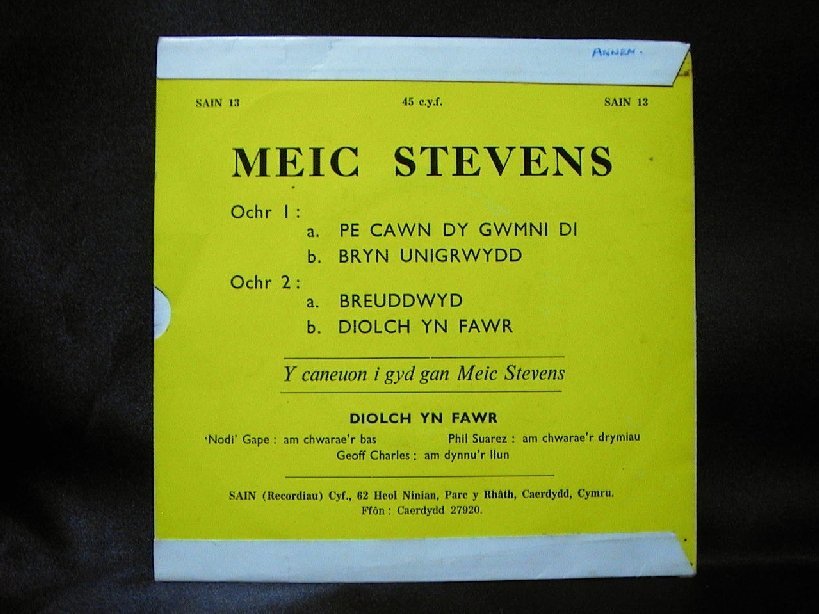 ANNEM.
SAIN 13 45 c.y.f. SAIN 13
MEIC STEVENS
Ochr 1 :
a. PE CAWN DY GWMNI DI
b. BRYN UNIGRWYDD
Ochr 2 :
a. BREUDDWYD
b. DIOLCH YN FAWR
Y caneuon i gyd gan Meic Stevens
DIOLCH YN FAWR
'Nodi' Gape : am chwarae'r bas Phil Suarez : am chwarae'r drymiau
Geoff Charles : am dynnu'r llun
SAIN (Recordiau) Cyf., 62 Heol Ninian, Parc y Rhâth, Caerdydd, Cymru.
Ffôn : Caerdydd 27920.